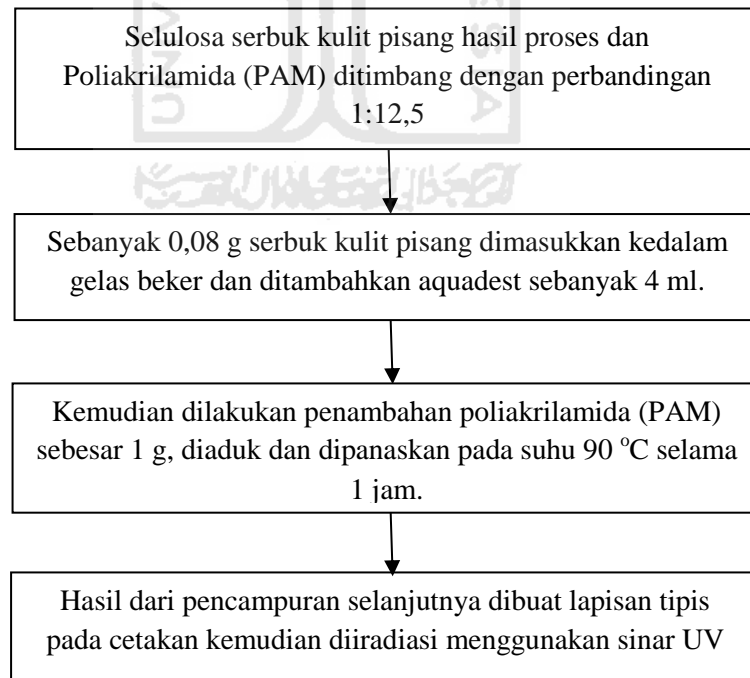 Selulosa serbuk kulit pisang hasil proses dan
Poliakrilamida (PAM) ditimbang dengan perbandingan
1:12,5
Sebanyak 0,08 g serbuk kulit pisang dimasukkan kedalam
gelas beker dan ditambahkan aquadest sebanyak 4 ml.
Kemudian dilakukan penambahan poliakrilamida (PAM)
sebesar 1 g, diaduk dan dipanaskan pada suhu 90 °C selama
1 jam.
Hasil dari pencampuran selanjutnya dibuat lapisan tipis
pada cetakan kemudian diiradiasi menggunakan sinar UV